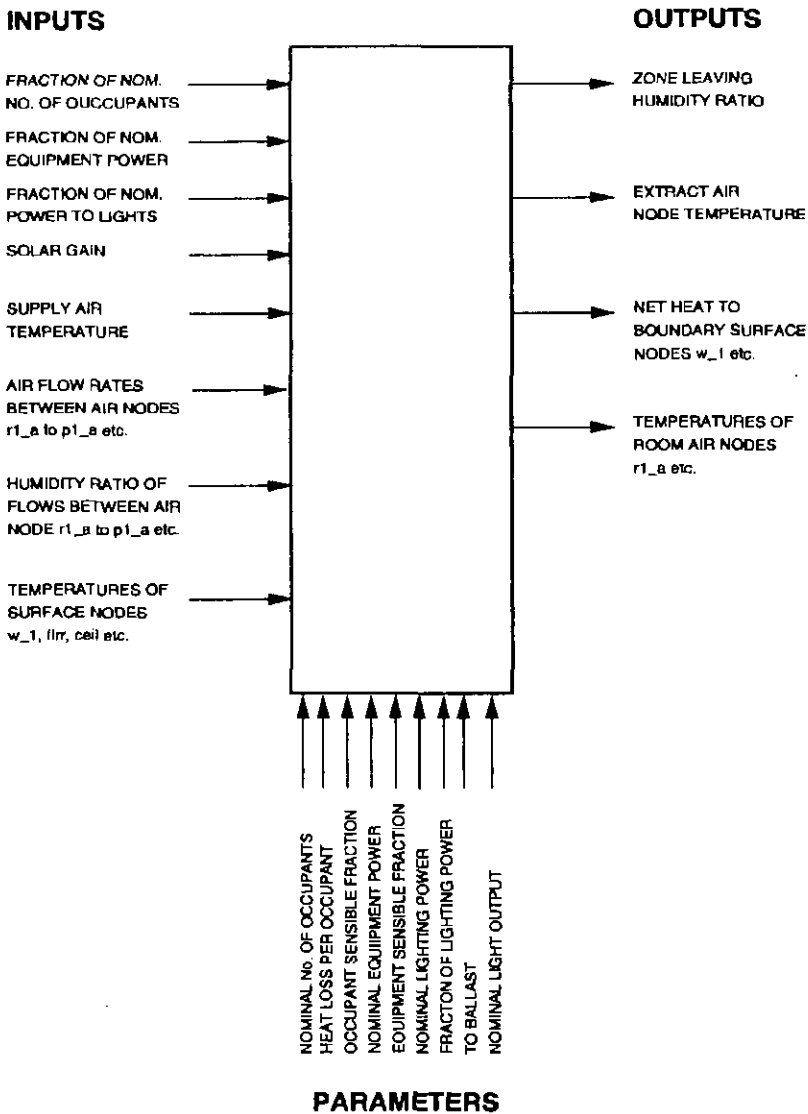 INPUTS
FRACTION OF NOM.
NO. OF OUCCUPANTS
FRACTION OF NOM.
EQUIPMENT POWER
FRACTION OF NOM.
POWER TO LIGHTS
SOLAR GAIN
SUPPLY AIR
TEMPERATURE
AIR FLOW RATES
BETWEEN AIR NODES
r1_a to p1_a etc.
HUMIDITY RATIO OF
FLOWS BETWEEN AIR
NODE r1_a to p1_a etc.
TEMPERATURES OF
SURFACE NODES
w_1, flrr, ceil etc.
OUTPUTS
ZONE LEAVING
HUMIDITY RATIO
EXTRACT AIR
NODE TEMPERATURE
NET HEAT TO
BOUNDARY SURFACE
NODES w_1 etc.
TEMPERATURES OF
ROOM AIR NODES
r1_a etc.
NOMINAL No. OF OCCUPANTS
HEAT LOSS PER OCCUPANT
OCCUPANT SENSIBLE FRACTION
NOMINAL EQUIIPMENT POWER
EQUIPMENT SENSIBLE FRACTION
NOMINAL LIGHTING POWER
FRACTON OF LIGHTING POWER
TO BALLAST
NOMINAL LIGHT OUTPUT
PARAMETERS